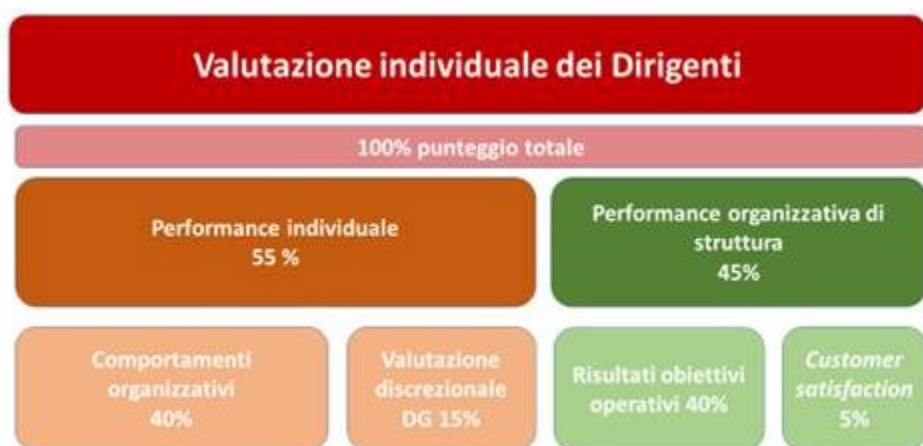 Valutazione individuale dei Dirigenti
100% punteggio totale
Performance individuale
55 %
Performance organizzativa di
struttura
45%
Comportamenti
organizzativi
40%
Valutazione
discrezionale
DG 15%
Risultati obiettivi
operativi 40%
Customer
satisfaction
5%